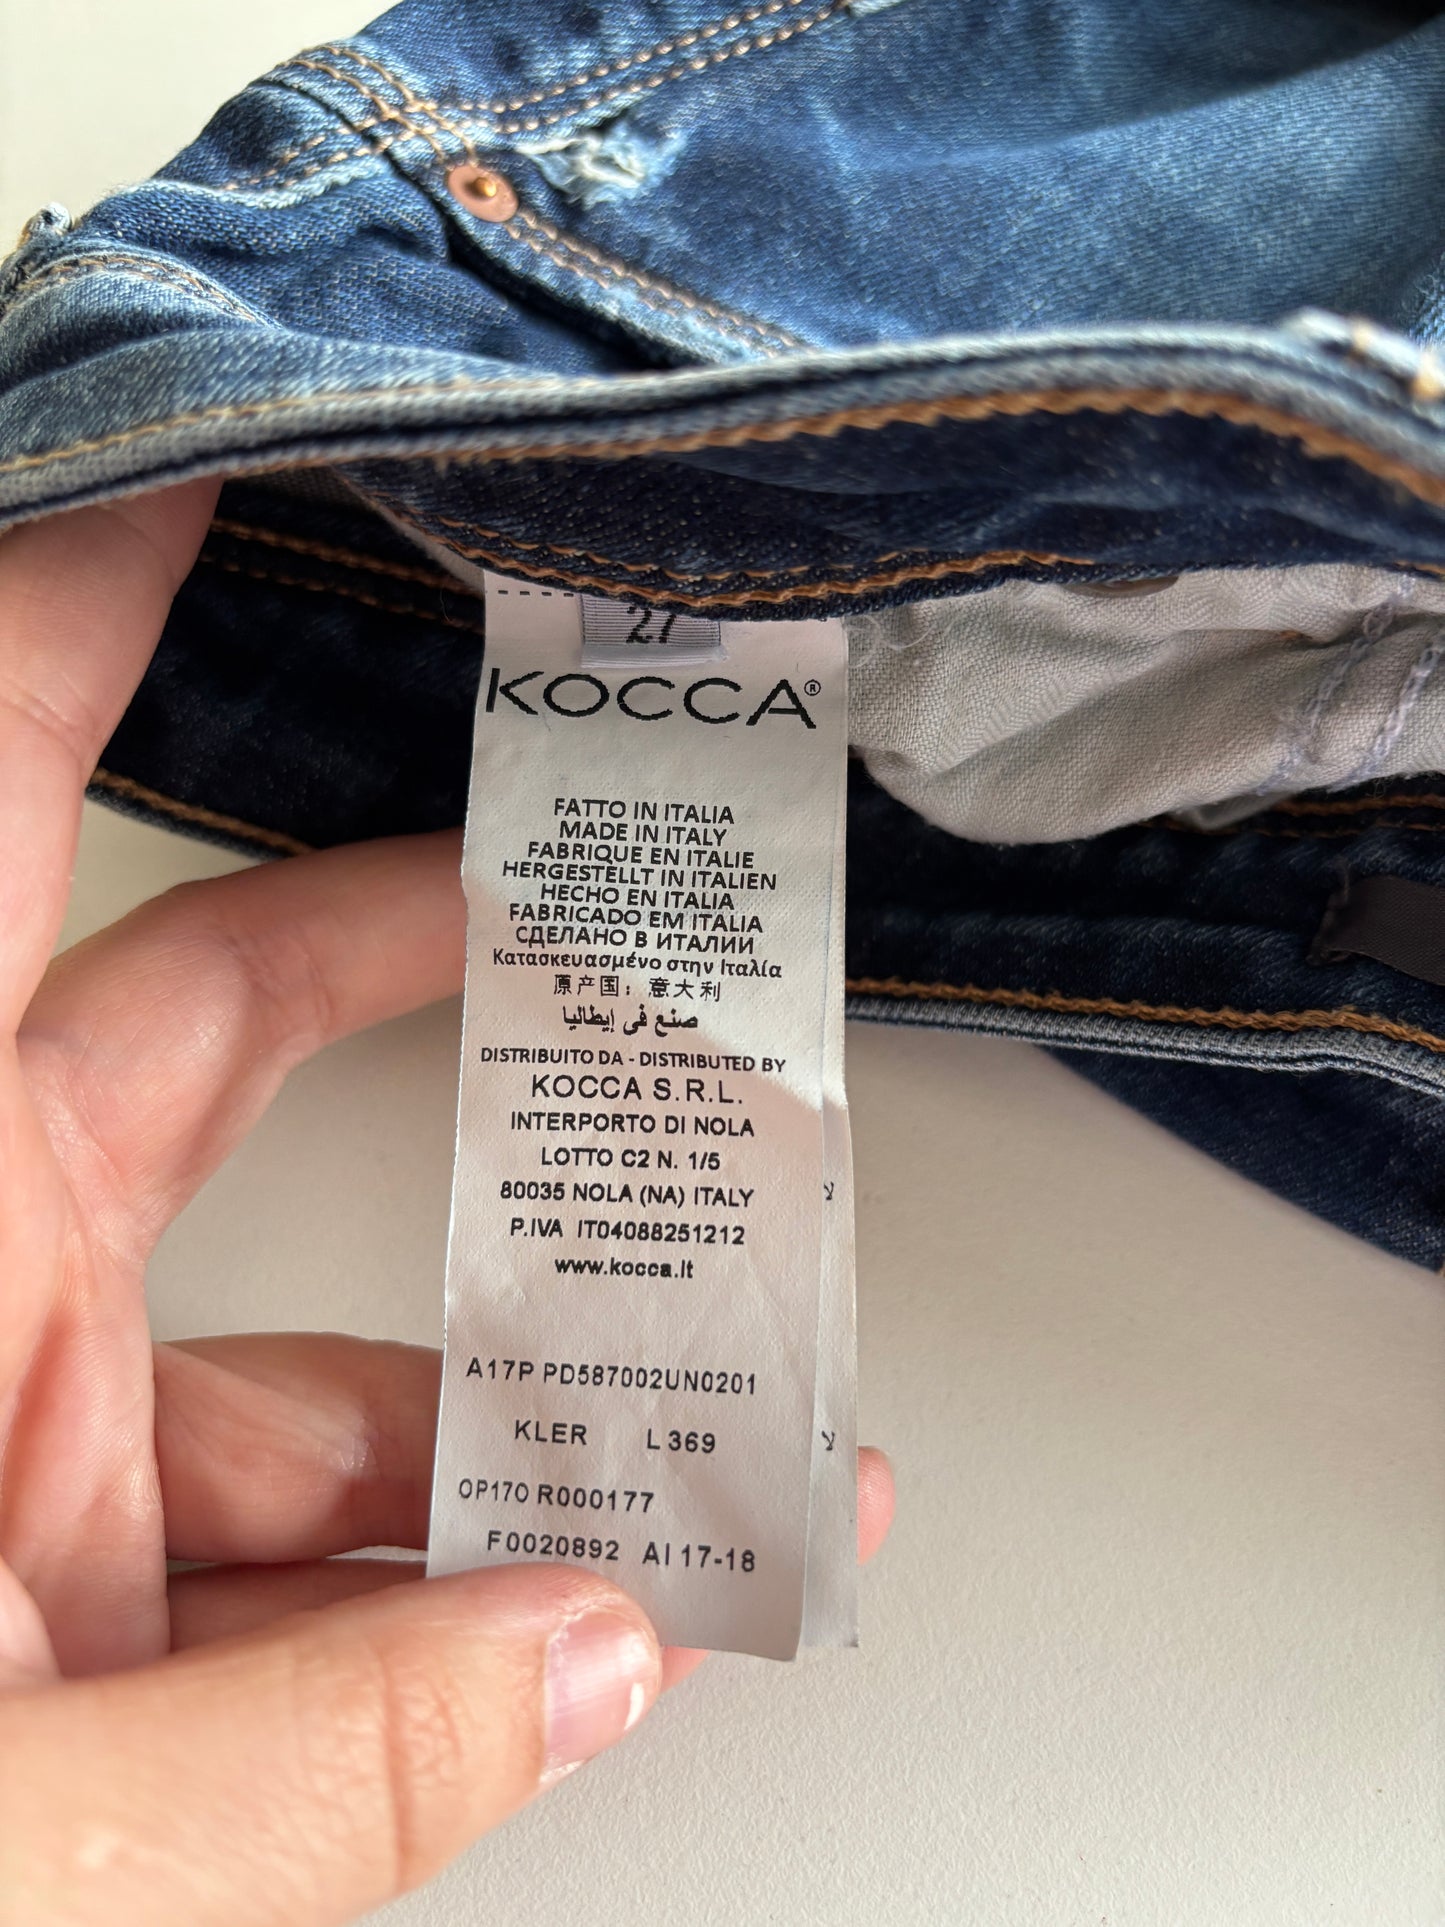 27
KOCCA®
FATTO IN ITALIA
MADE IN ITALY
FABRIQUE EN ITALIE
HERGESTELLT IN ITALIEN
HECHO EN ITALIA
FABRICADO EM ITALIA
СДЕЛАНО В ИТАЛИИ
Κατασκευασμένο στην Ιταλία
原产国：意大利
صنع في إيطاليا
DISTRIBUITO DA - DISTRIBUTED BY
KOCCA S.R.L.
INTERPORTO DI NOLA
LOTTO C2 N. 1/5
80035 NOLA (NA) ITALY
P.IVA IT04088251212
www.kocca.it
A17P PD587002UN0201
KLER L369
OP17O R000177
F0020892 AI 17-18